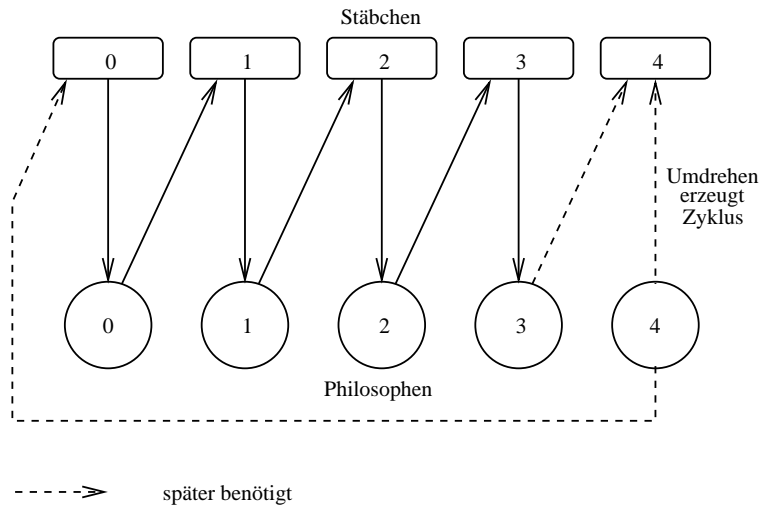 Stäbchen
0 1 2 3 4
Umdrehen
erzeugt
Zyklus
0 1 2 3 4
Philosophen
später benötigt